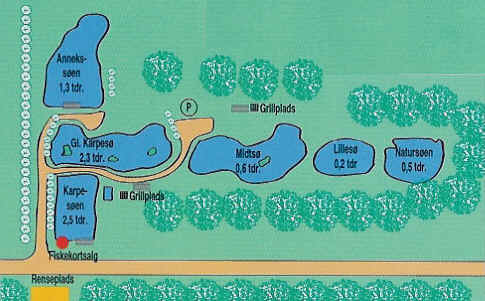 Anneks-
søen
1,3 tdr.
P
Grillplads
Gl. Karpesø
2,3 tdr.
Midtsø
0,6 tdr.
Lillesø
0,2 tdr
Natursøen
0,5 tdr.
Karpe-
søen
2,5 tdr.
Grillplads
Fiskekortsalg
Renseplads